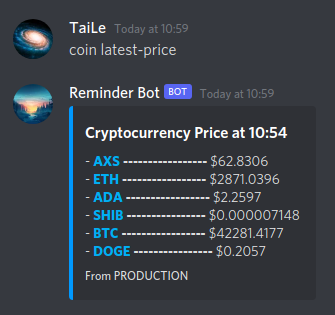 TaiLe Today at 10:59
coin latest-price
Reminder Bot BOT Today at 10:59
Cryptocurrency Price at 10:54
- AXS ----------------- $62.8306
- ETH ----------------- $2871.0396
- ADA ----------------- $2.2597
- SHIB ---------------- $0.000007148
- BTC ----------------- $42281.4177
- DOGE ---------------- $0.2057
From PRODUCTION